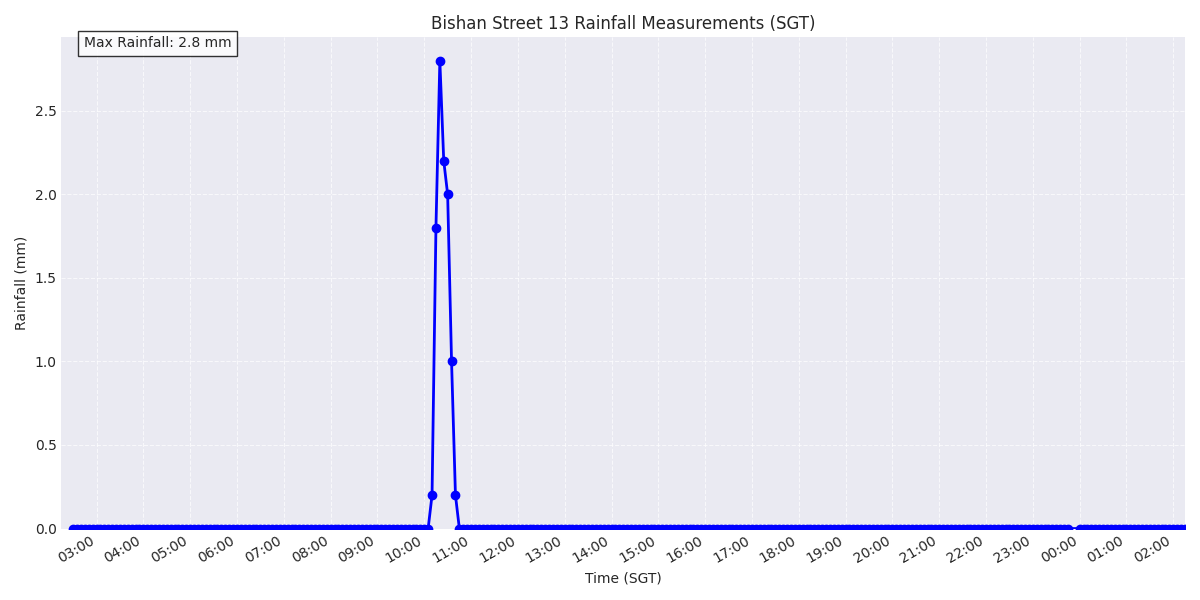 Bishan Street 13 Rainfall Measurements (SGT)
Max Rainfall: 2.8 mm
Rainfall (mm)
2.5
2.0
1.5
1.0
0.5
0.0
03:00 04:00 05:00 06:00 07:00 08:00 09:00 10:00 11:00 12:00 13:00 14:00 15:00 16:00 17:00 18:00 19:00 20:00 21:00 22:00 23:00 00:00 01:00 02:00
Time (SGT)